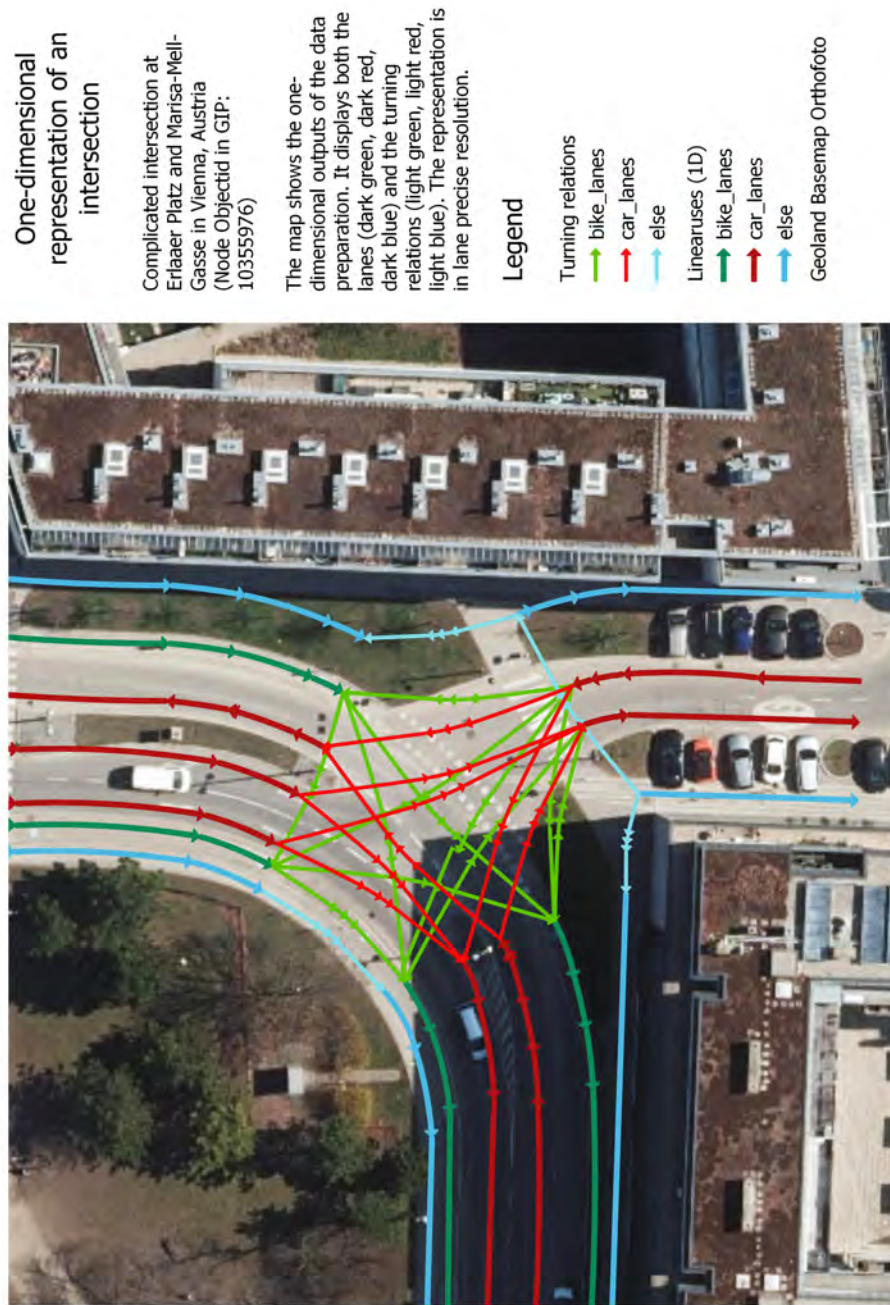 One-dimensional
representation of an
intersection
Complicated intersection at
Erlaaer Platz and Marisa-Mell-
Gasse in Vienna, Austria
(Node Objectid in GIP:
10355976)
The map shows the one-
dimensional outputs of the data
preparation. It displays both the
lanes (dark green, dark red,
dark blue) and the turning
relations (light green, light red,
light blue). The representation is
in lane precise resolution.
Legend
Turning relations
bike_lanes
car_lanes
else
Linearuses (1D)
bike_lanes
car_lanes
else
Geoland Basemap Orthofoto